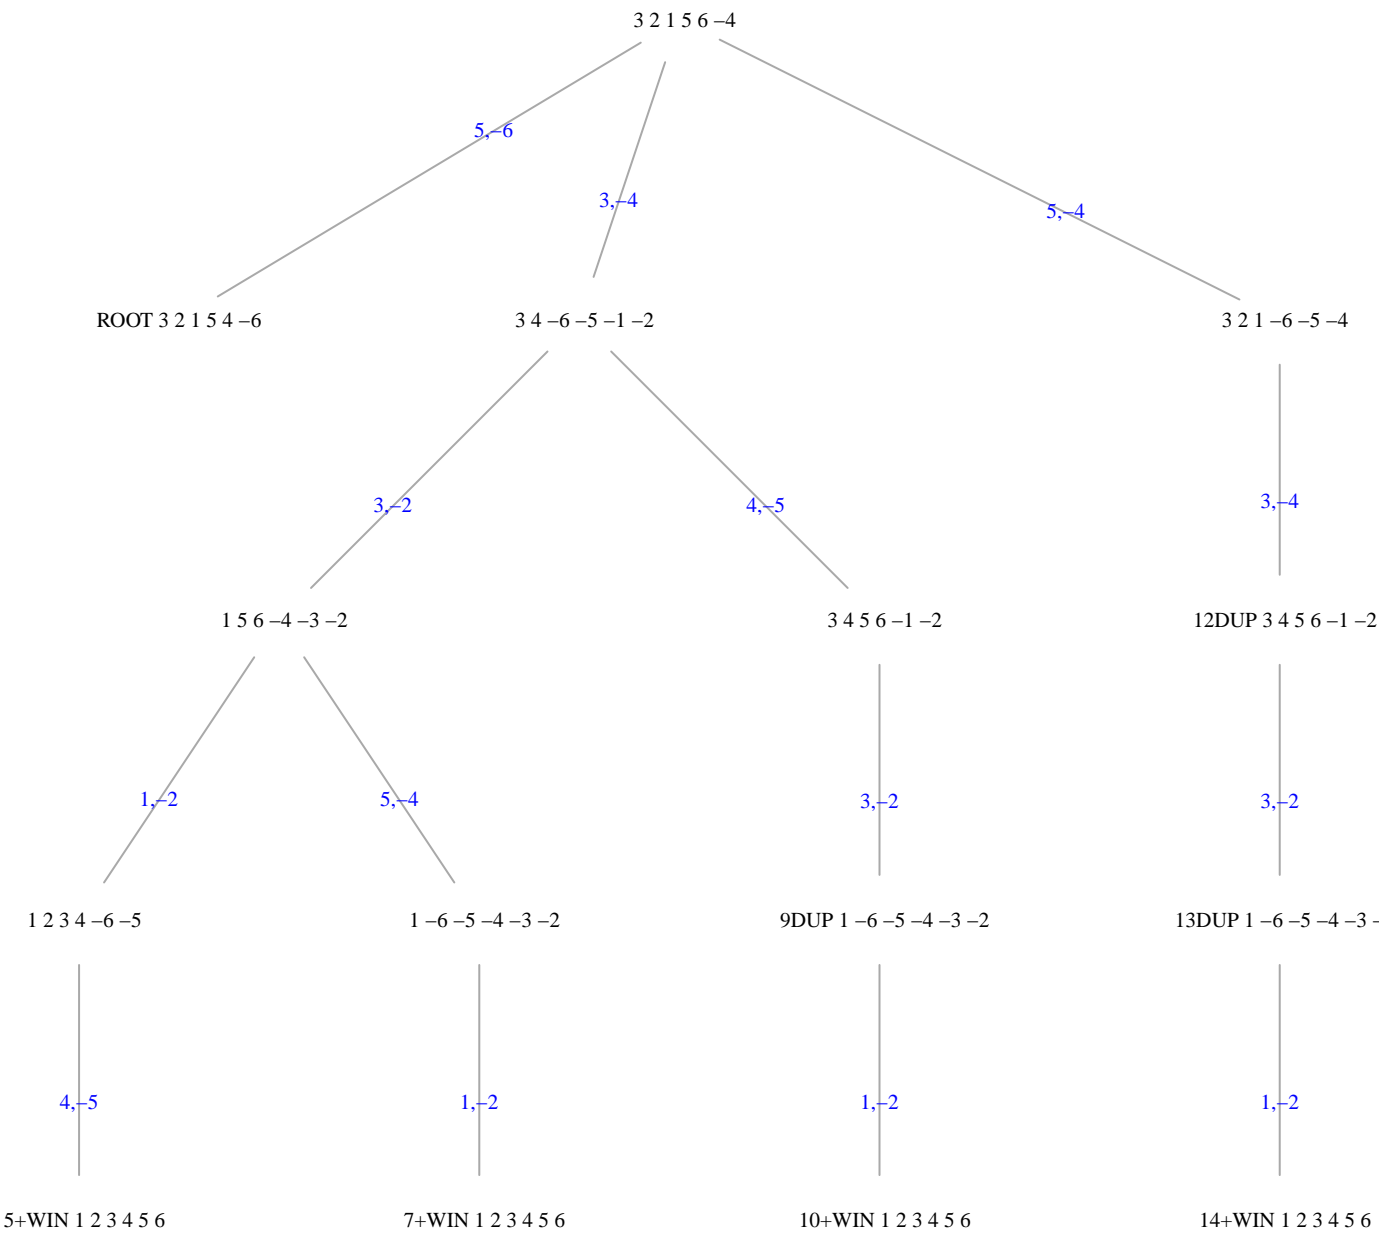 3 2 1 5 6 –4
5,–6
3,–4
5,–4
ROOT 3 2 1 5 4 –6
3 4 –6 –5 –1 –2
3 2 1 –6 –5 –4
3,–2
4,–5
3,–4
1 5 6 –4 –3 –2
3 4 5 6 –1 –2
12DUP 3 4 5 6 –1 –2
1,–2
5,–4
3,–2
3,–2
1 2 3 4 –6 –5
1 –6 –5 –4 –3 –2
9DUP 1 –6 –5 –4 –3 –2
13DUP 1 –6 –5 –4 –3 –
4,–5
1,–2
1,–2
1,–2
5+WIN 1 2 3 4 5 6
7+WIN 1 2 3 4 5 6
10+WIN 1 2 3 4 5 6
14+WIN 1 2 3 4 5 6